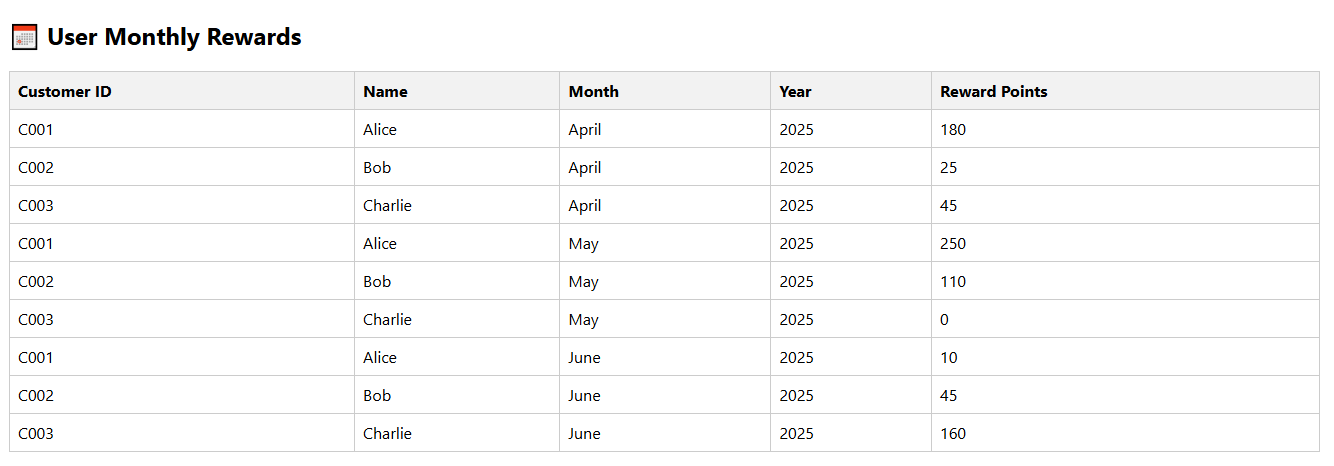 User Monthly Rewards
Customer ID Name Month Year Reward Points
C001 Alice April 2025 180
C002 Bob April 2025 25
C003 Charlie April 2025 45
C001 Alice May 2025 250
C002 Bob May 2025 110
C003 Charlie May 2025 0
C001 Alice June 2025 10
C002 Bob June 2025 45
C003 Charlie June 2025 160